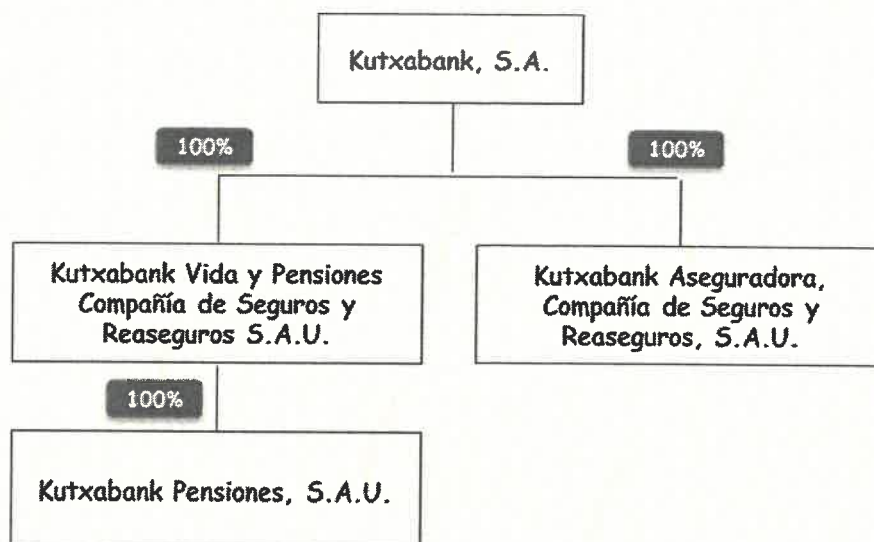 Kutxabank, S.A.
100%
100%
Kutxabank Vida y Pensiones
Compañía de Seguros y
Reaseguros S.A.U.
Kutxabank Aseguradora,
Compañía de Seguros y
Reaseguros, S.A.U.
100%
Kutxabank Pensiones, S.A.U.